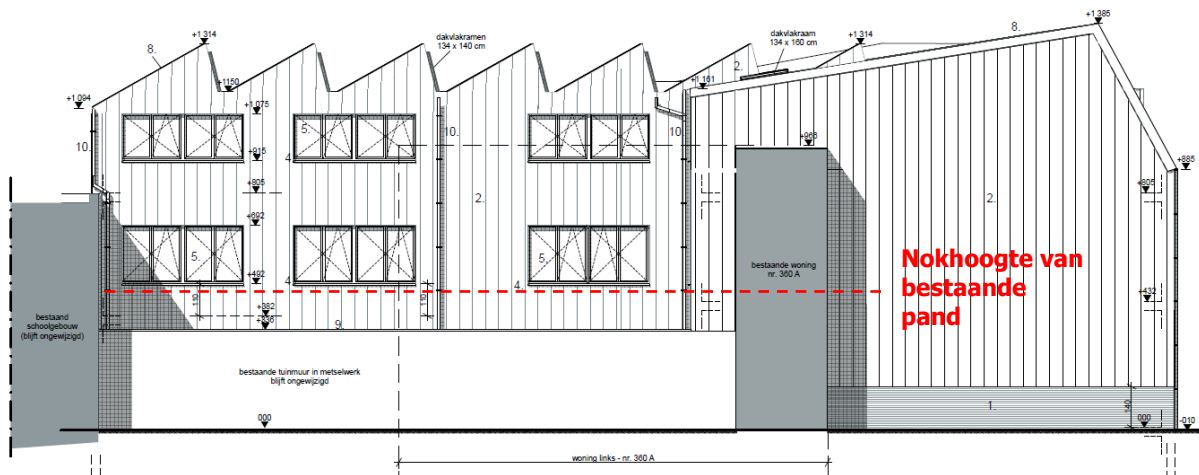 +1 385
8.
+1 314
dakvlakramen
134 x 140 cm
dakvlakraam
134 x 160 cm
+1 314
8.
2.
+1 161
+1150
+1 094
+1 075
5.
10.
10.
10.
4.
+915
+966
+885
+805
+805
2.
2.
+692
5.
5.
+492
4.
4.
110
110
+382
+336
9.
bestaande woning
nr. 360 A
Nokhoogte van
bestaande
pand
+432
bestaand
schoolgebouw
(blijft ongewijzigd)
bestaande tuinmuur in metselwerk
blijft ongewijzigd
1.
140
000
000
-010
woning links - nr. 360 A